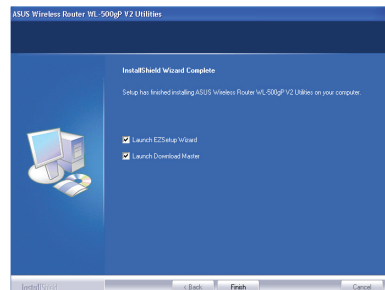 ASUS Wireless Router WL-500gP V2 Utilities
InstallShield Wizard Complete
Setup has finished installing ASUS Wireless Router WL-500gP V2 Utilities on your computer.
Launch EZSetup Wizard
Launch Download Master
InstallShield
< Back Finish Cancel